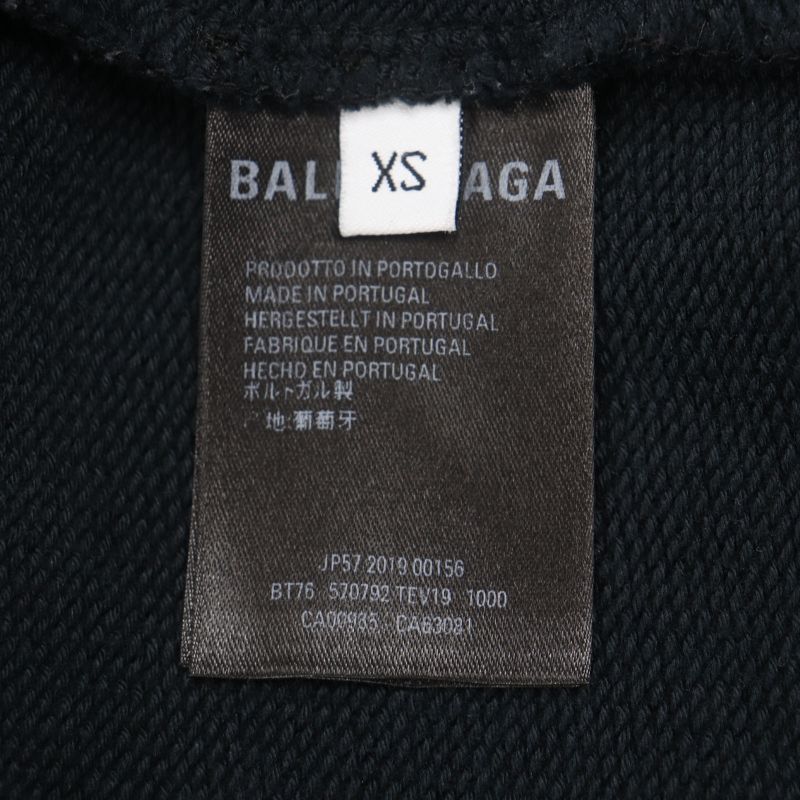 XS
BAL AGA
PRODOTTO IN PORTOGALLO
MADE IN PORTUGAL
HERGESTELLT IN PORTUGAL
FABRIQUE EN PORTUGAL
HECHO EN PORTUGAL
ポルトガル製
地:葡萄牙
JP57 2019 00156
BT76 570792 TEV19 1000
CA00935 - CA63081